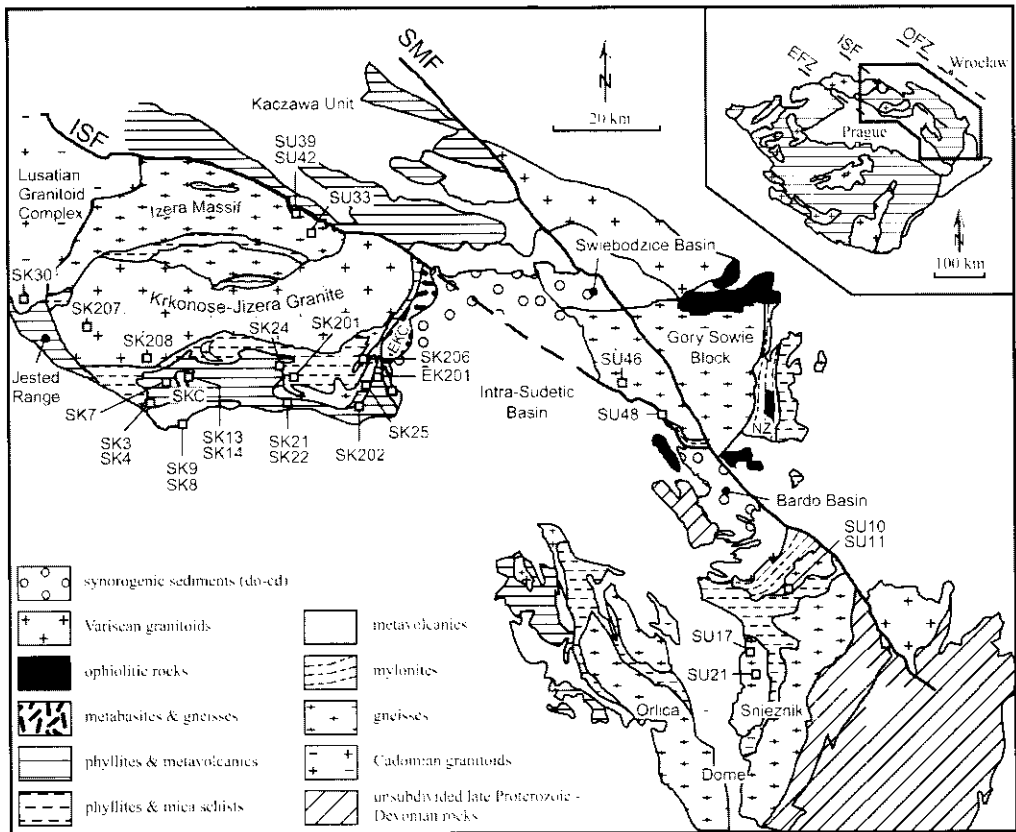 SMF
ISF
Kaczawa Unit
N
20 km
EFZ
ISF
OFZ
Wrocław
Prague
N
100 km
SU39
SU42
SU33
Lusatian
Granitoid
Complex
Izera Massif
Swiebodzice Basin
SK30
SK207
Krkonose-Jizera Granite
SK208
SK24
SK201
EKC
SK206
EK201
SU46
Gory Sowie
Block
Intra-Sudetic
Basin
Jested
Range
SK7
SKC
SU48
NZ
SK25
SK3
SK4
SK13
SK14
SK21
SK22
SK202
SK9
SK8
Bardo Basin
SU10
SU11
SU17
SU21
Orlica
-
Snieznik
Dome
synorogenic sediments (do-cd)
Variscan granitoids
ophiolitic rocks
metabasites & gneisses
phyllites & metavolcanics
phyllites & mica schists
metavolcanics
mylonites
gneisses
Cadomian granitoids
unsubdivided late Proterozoic -
Devonian rocks